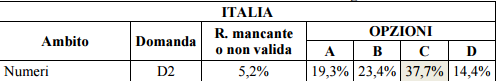 ITALIA
Ambito Domanda R. mancante o non valida OPZIONI
A B C D
Numeri D2 5,2% 19,3% 23,4% 37,7% 14,4%